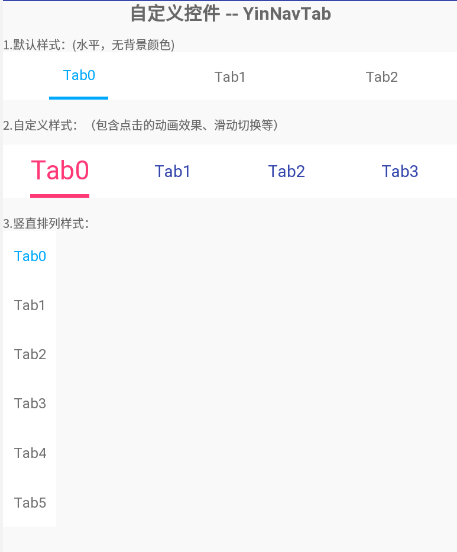 自定义控件 -- YinNavTab
1.默认样式：(水平，无背景颜色)
Tab0 Tab1 Tab2
2.自定义样式：（包含点击的动画效果、滑动切换等）
Tab0 Tab1 Tab2 Tab3
3.竖直排列样式：
Tab0
Tab1
Tab2
Tab3
Tab4
Tab5